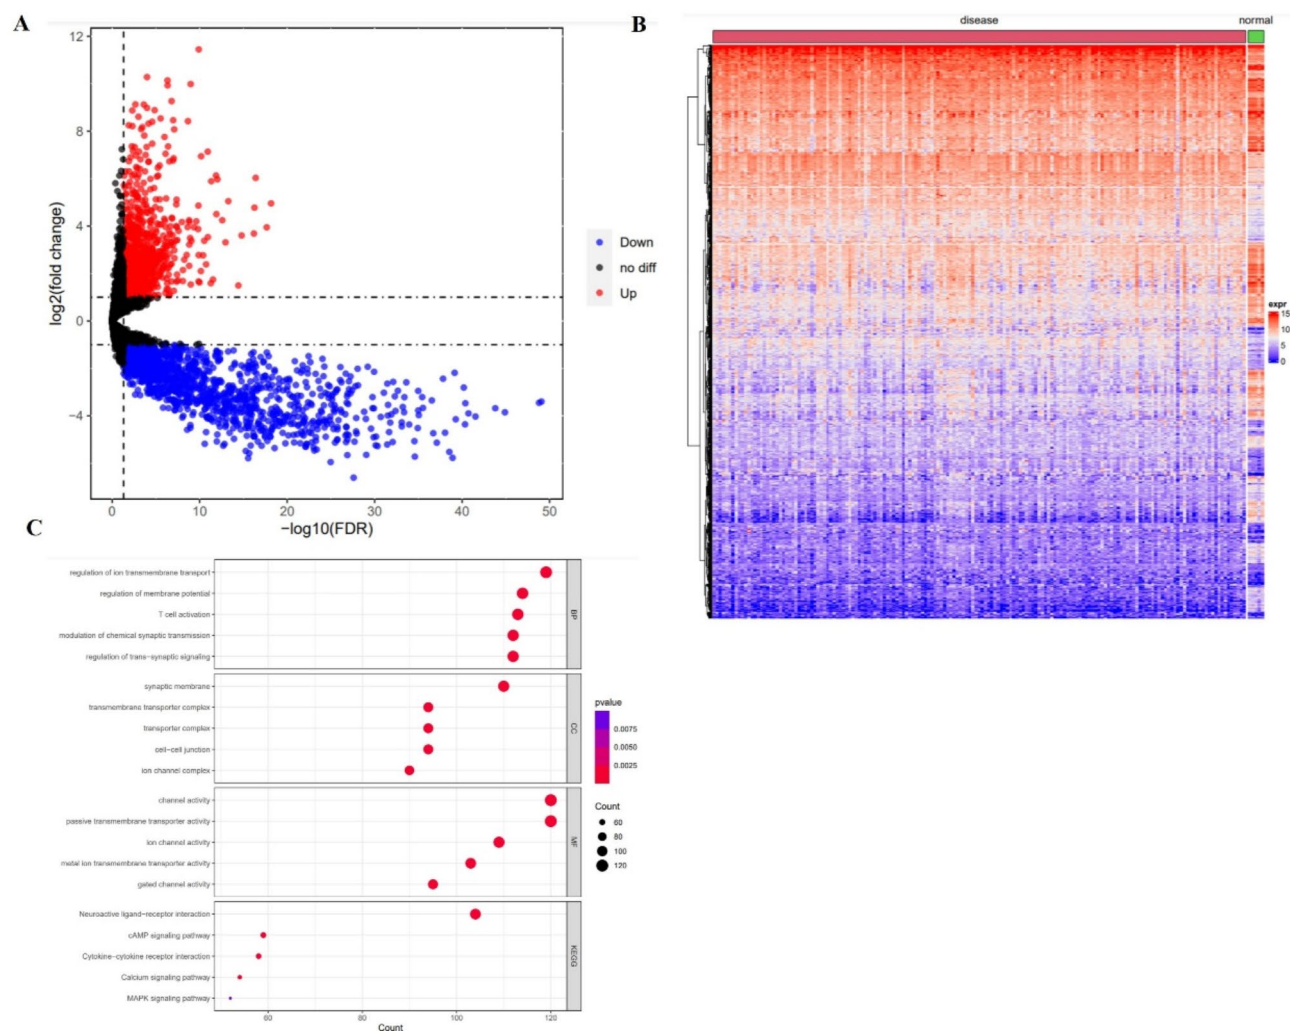 A
12
8
4
0
−4
log2(fold change)
0
10
20
30
40
50
−log10(FDR)
Down
no diff
Up
B
disease
normal
expr
15
10
5
0
C
regulation of ion transmembrane transport
regulation of membrane potential
T cell activation
modulation of chemical synaptic transmission
regulation of trans−synaptic signaling
BP
synaptic membrane
transmembrane transporter complex
transporter complex
cell−cell junction
ion channel complex
CC
channel activity
passive transmembrane transporter activity
ion channel activity
metal ion transmembrane transporter activity
gated channel activity
MF
Neuroactive ligand−receptor interaction
cAMP signaling pathway
Cytokine−cytokine receptor interaction
Calcium signaling pathway
MAPK signaling pathway
KEGG
60
80
100
120
Count
pvalue
0.0075
0.0050
0.0025
Count
60
80
100
120